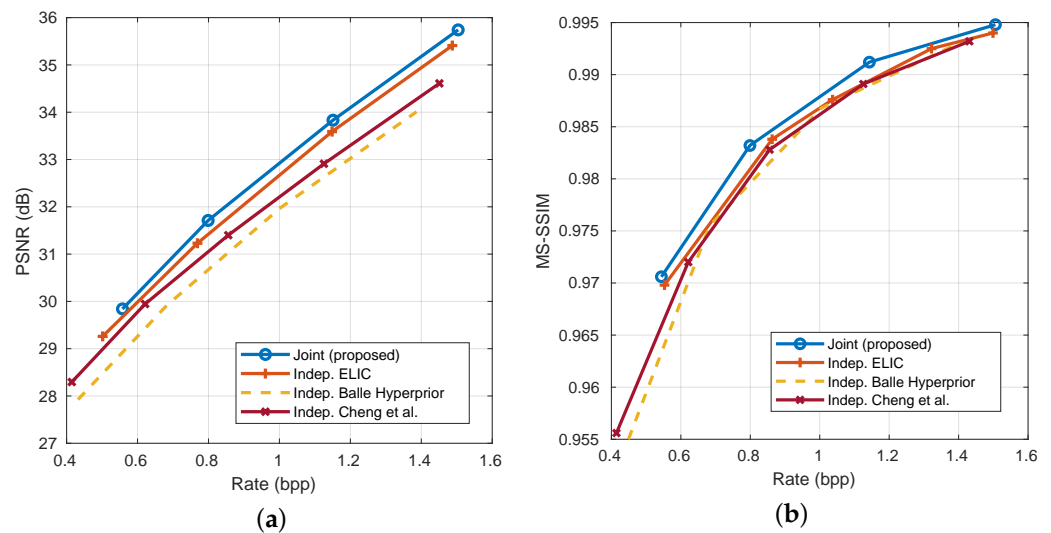 36
35
34
33
32
31
30
29
28
27
PSNR (dB)
Joint (proposed)
Indep. ELIC
Indep. Balle Hyperprior
Indep. Cheng et al.
0.4 0.6 0.8 1 1.2 1.4 1.6
Rate (bpp)
(a)
0.995
0.99
0.985
0.98
0.975
0.97
0.965
0.96
0.955
MS-SSIM
Joint (proposed)
Indep. ELIC
Indep. Balle Hyperprior
Indep. Cheng et al.
0.4 0.6 0.8 1 1.2 1.4 1.6
Rate (bpp)
(b)